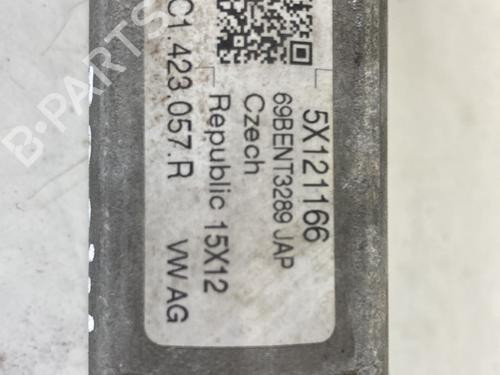 5X121166
69BENT3289 JAP
Czech
Republic 15X12
C1.423.057.R
VW AG
B-PARTS